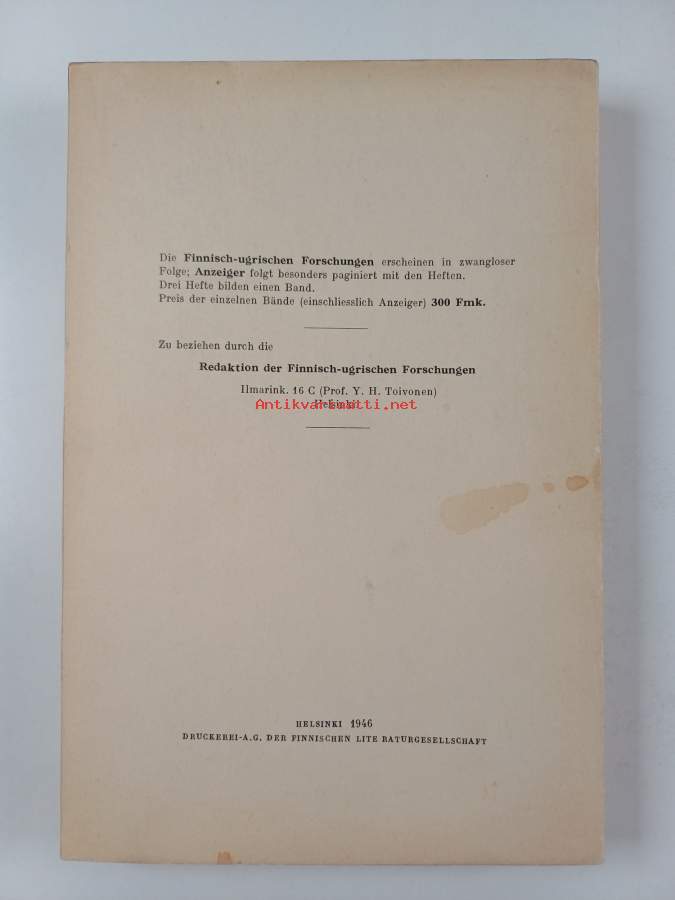 Die Finnisch-ugrischen Forschungen erscheinen in zwangloser
Folge; Anzeiger folgt besonders paginiert mit den Heften.
Drei Hefte bilden einen Band.
Preis der einzelnen Bände (einschliesslich Anzeiger) 300 Fmk.
Zu beziehen durch die
Redaktion der Finnisch-ugrischen Forschungen
Ilmarink. 16 C (Prof. Y. H. Toivonen)
Antikvariaatti.net
Helsinki
HELSINKI 1946
DRUCKEREI-A.G. DER FINNISCHEN LITE RATURGESELLSCHAFT